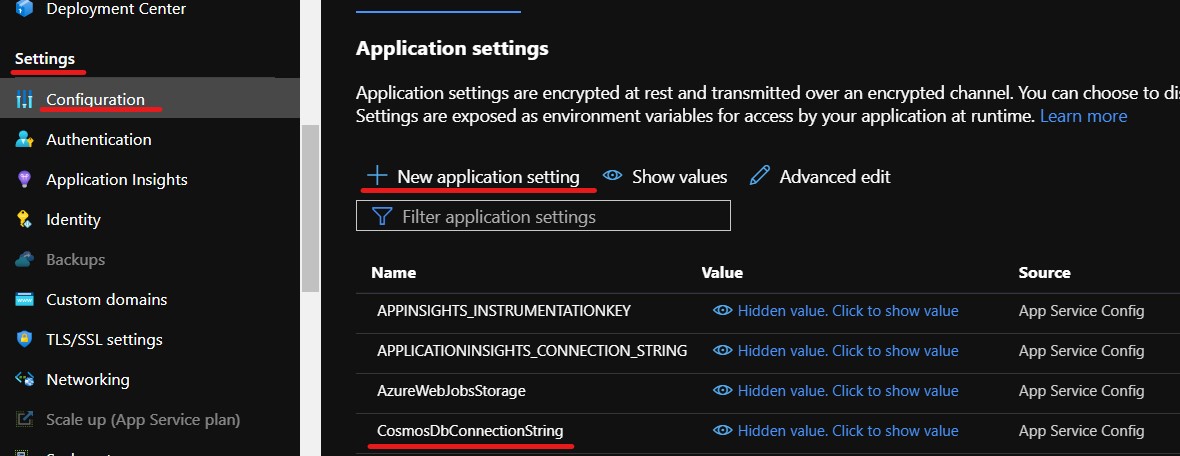 Deployment Center
Settings
Configuration
Authentication
Application Insights
Identity
Backups
Custom domains
TLS/SSL settings
Networking
Scale up (App Service plan)
Application settings
Application settings are encrypted at rest and transmitted over an encrypted channel. You can choose to
Settings are exposed as environment variables for access by your application at runtime. Learn more
New application setting Show values Advanced edit
Filter application settings
Name Value Source
APPINSIGHTS_INSTRUMENTATIONKEY Hidden value. Click to show value App Service Config
APPLICATIONINSIGHTS_CONNECTION_STRING Hidden value. Click to show value App Service Config
AzureWebJobsStorage Hidden value. Click to show value App Service Config
CosmosDbConnectionString Hidden value. Click to show value App Service Config